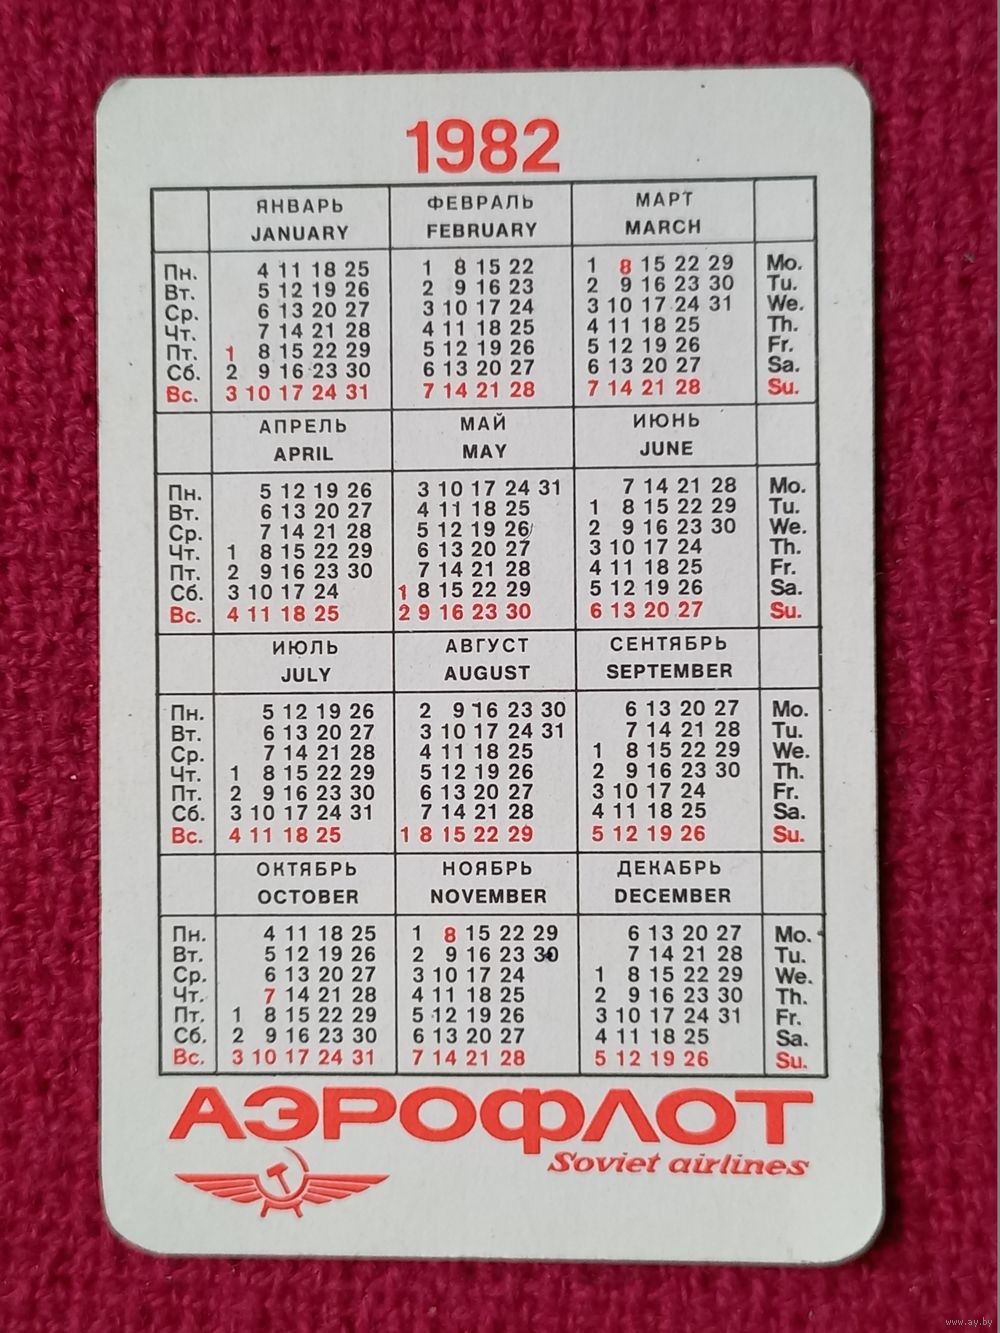 1982
ЯНВАРЬ ФЕВРАЛЬ МАРТ
JANUARY FEBRUARY MARCH
Пн. 4 11 18 25 1 8 15 22 1 8 15 22 29 Mo.
Вт. 5 12 19 26 2 9 16 23 2 9 16 23 30 Tu.
Ср. 6 13 20 27 3 10 17 24 3 10 17 24 31 We.
Чт. 7 14 21 28 4 11 18 25 4 11 18 25 Th.
Пт. 1 8 15 22 29 5 12 19 26 5 12 19 26 Fr.
Сб. 2 9 16 23 30 6 13 20 27 6 13 20 27 Sa.
Вс. 3 10 17 24 31 7 14 21 28 7 14 21 28 Su.
АПРЕЛЬ МАЙ ИЮНЬ
APRIL MAY JUNE
Пн. 5 12 19 26 3 10 17 24 31 7 14 21 28 Mo.
Вт. 6 13 20 27 4 11 18 25 1 8 15 22 29 Tu.
Ср. 7 14 21 28 5 12 19 26 2 9 16 23 30 We.
Чт. 1 8 15 22 29 6 13 20 27 3 10 17 24 Th.
Пт. 2 9 16 23 30 7 14 21 28 4 11 18 25 Fr.
Сб. 3 10 17 24 1 8 15 22 29 5 12 19 26 Sa.
Вс. 4 11 18 25 2 9 16 23 30 6 13 20 27 Su.
ИЮЛЬ АВГУСТ СЕНТЯБРЬ
JULY AUGUST SEPTEMBER
Пн. 5 12 19 26 2 9 16 23 30 6 13 20 27 Mo.
Вт. 6 13 20 27 3 10 17 24 31 7 14 21 28 Tu.
Ср. 7 14 21 28 4 11 18 25 1 8 15 22 29 We.
Чт. 1 8 15 22 29 5 12 19 26 2 9 16 23 30 Th.
Пт. 2 9 16 23 30 6 13 20 27 3 10 17 24 Fr.
Сб. 3 10 17 24 31 7 14 21 28 4 11 18 25 Sa.
Вс. 4 11 18 25 1 8 15 22 29 5 12 19 26 Su.
ОКТЯБРЬ НОЯБРЬ ДЕКАБРЬ
OCTOBER NOVEMBER DECEMBER
Пн. 4 11 18 25 1 8 15 22 29 6 13 20 27 Mo.
Вт. 5 12 19 26 2 9 16 23 30 7 14 21 28 Tu.
Ср. 6 13 20 27 3 10 17 24 1 8 15 22 29 We.
Чт. 7 14 21 28 4 11 18 25 2 9 16 23 30 Th.
Пт. 1 8 15 22 29 5 12 19 26 3 10 17 24 31 Fr.
Сб. 2 9 16 23 30 6 13 20 27 4 11 18 25 Sa.
Вс. 3 10 17 24 31 7 14 21 28 5 12 19 26 Su.
АЭРОФЛОТ
Soviet airlines
www.ay.by